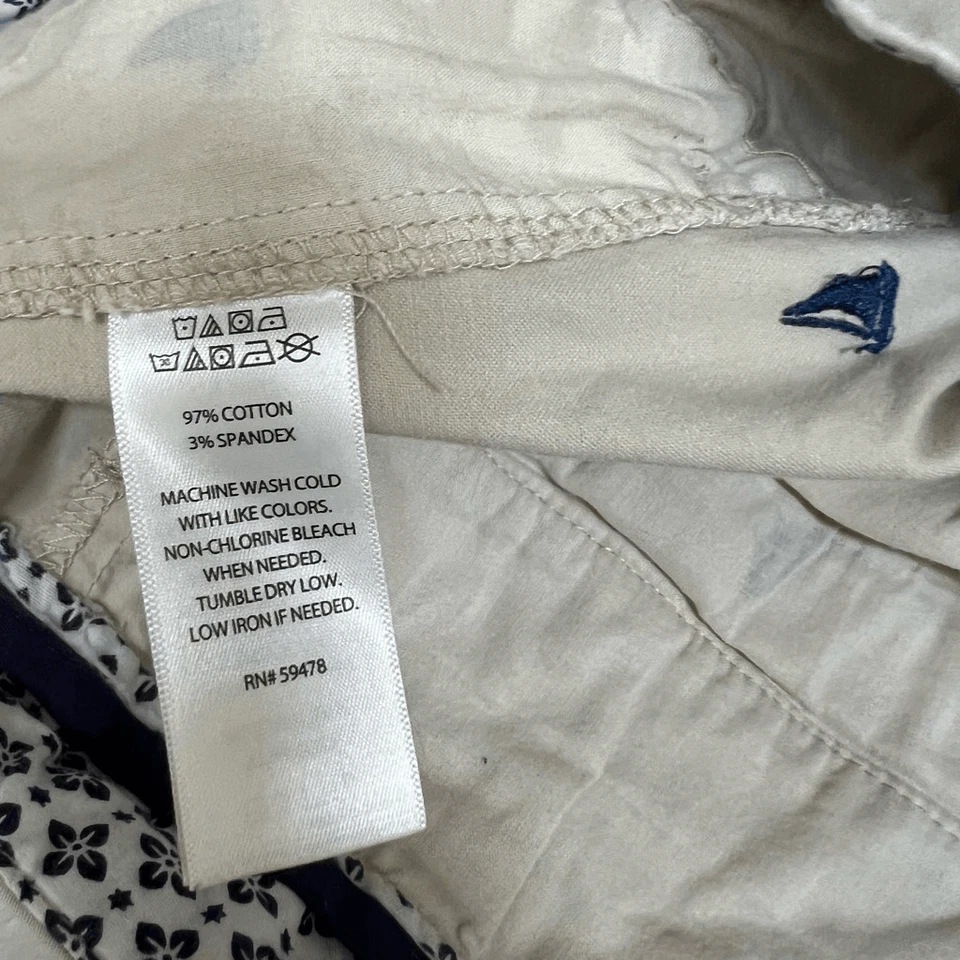 97% COTTON
3% SPANDEX
MACHINE WASH COLD
WITH LIKE COLORS.
NON-CHLORINE BLEACH
WHEN NEEDED.
TUMBLE DRY LOW.
LOW IRON IF NEEDED.
RN# 59478